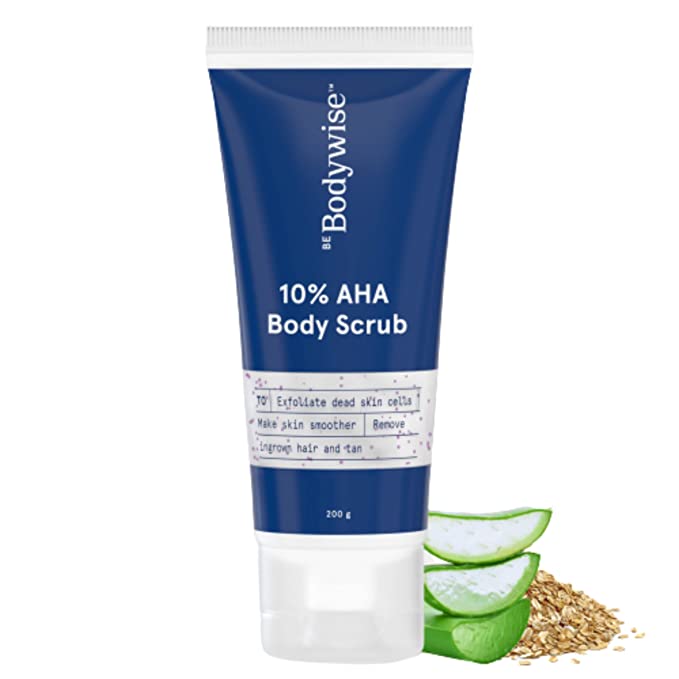 BE Bodywise™
10% AHA
Body Scrub
TO Exfoliate dead skin cells
Make skin smoother Remove
ingrown hair and tan
200 g